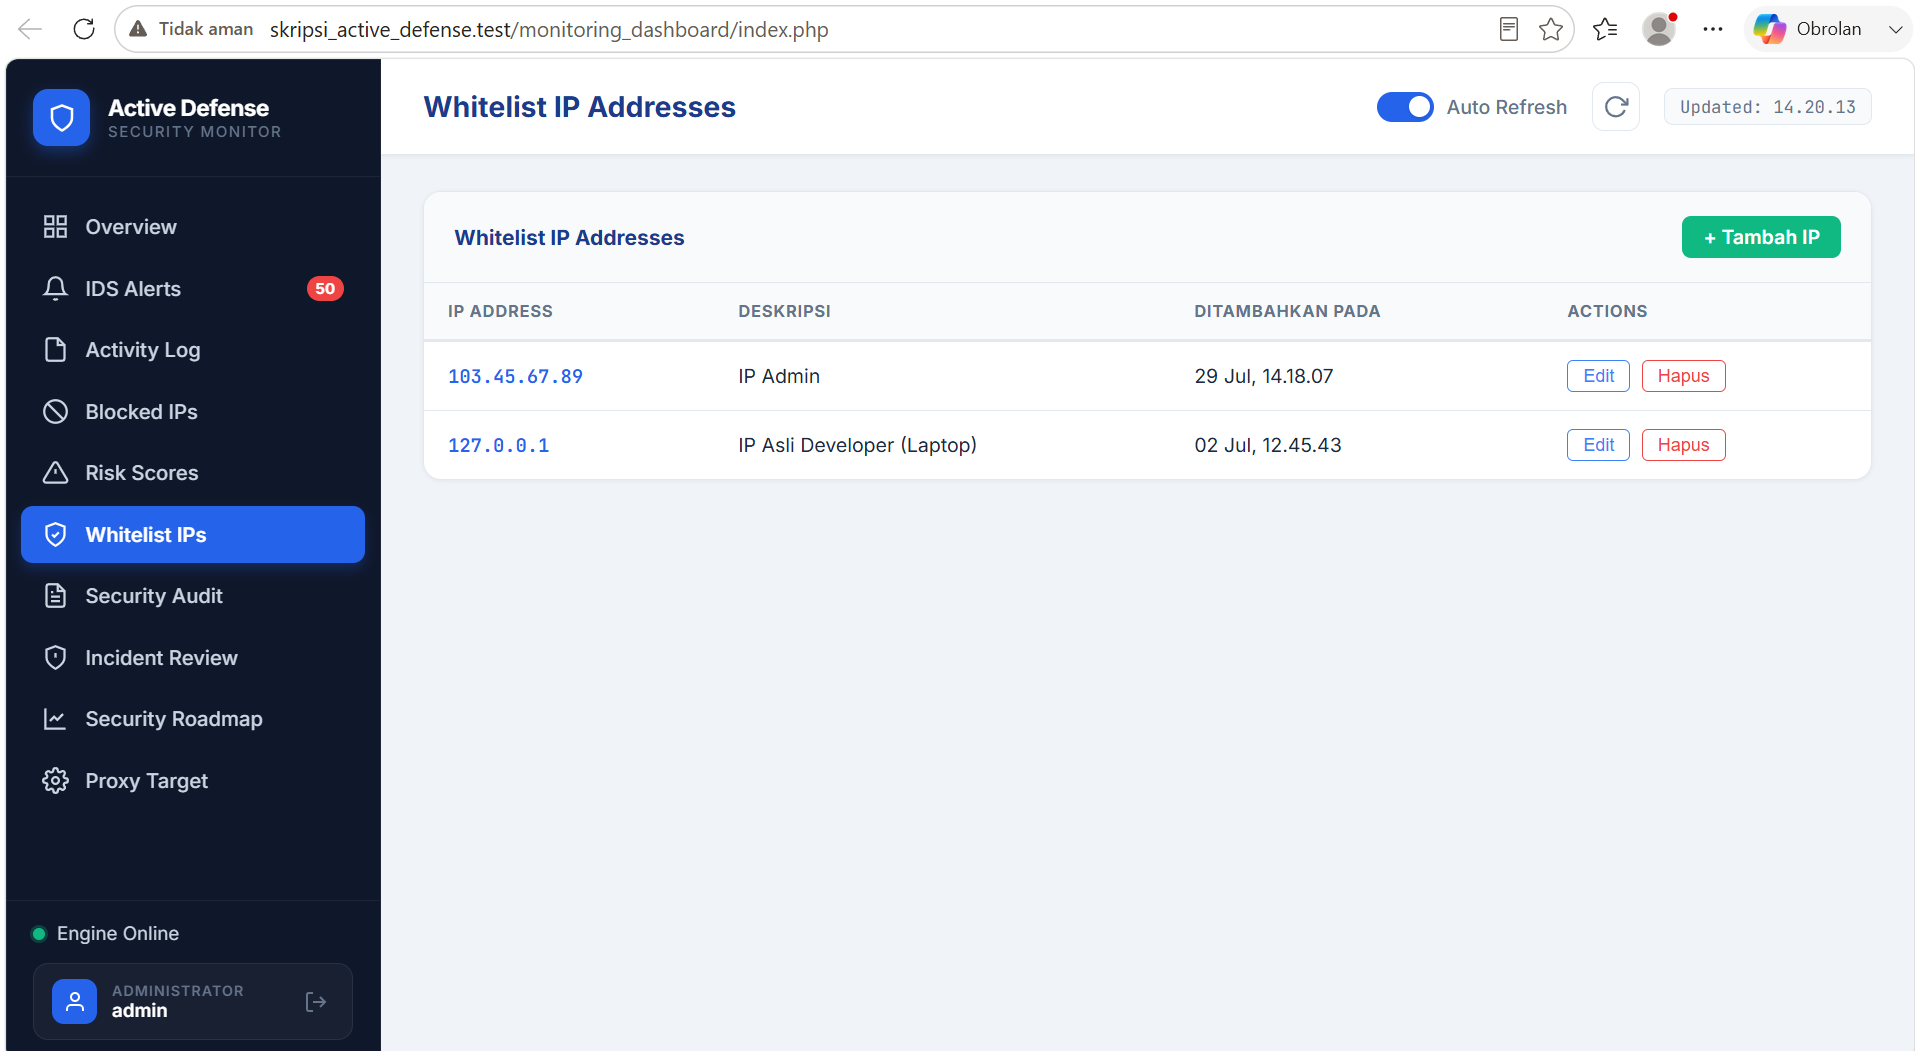 Tidak aman skripsi_active_defense.test/monitoring_dashboard/index.php
Obrolan
Active Defense
SECURITY MONITOR
Overview
IDS Alerts 50
Activity Log
Blocked IPs
Risk Scores
Whitelist IPs
Security Audit
Incident Review
Security Roadmap
Proxy Target
Engine Online
ADMINISTRATOR
admin
Whitelist IP Addresses
Auto Refresh
Updated: 14.20.13
Whitelist IP Addresses
+ Tambah IP
IP ADDRESS DESKRIPSI DITAMBAHKAN PADA ACTIONS
103.45.67.89 IP Admin 29 Jul, 14.18.07 Edit Hapus
127.0.0.1 IP Asli Developer (Laptop) 02 Jul, 12.45.43 Edit Hapus